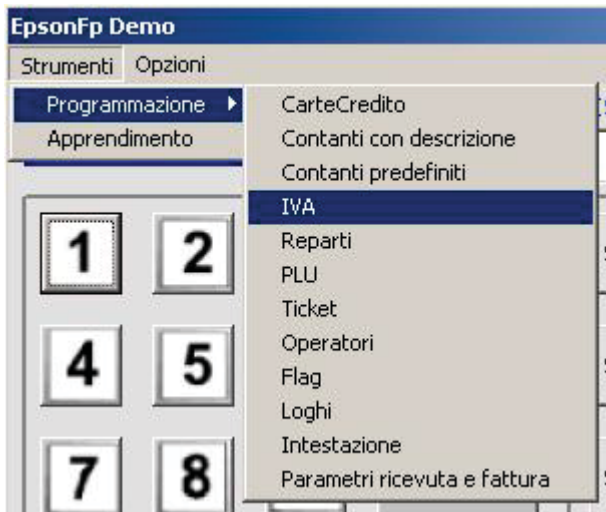 EpsonFp Demo
Strumenti Opzioni
Programmazione
Apprendimento
CarteCredito
Contanti con descrizione
Contanti predefiniti
IVA
Reparti
PLU
Ticket
Operatori
Flag
Loghi
Intestazione
Parametri ricevuta e fattura
1 2
4 5
7 8